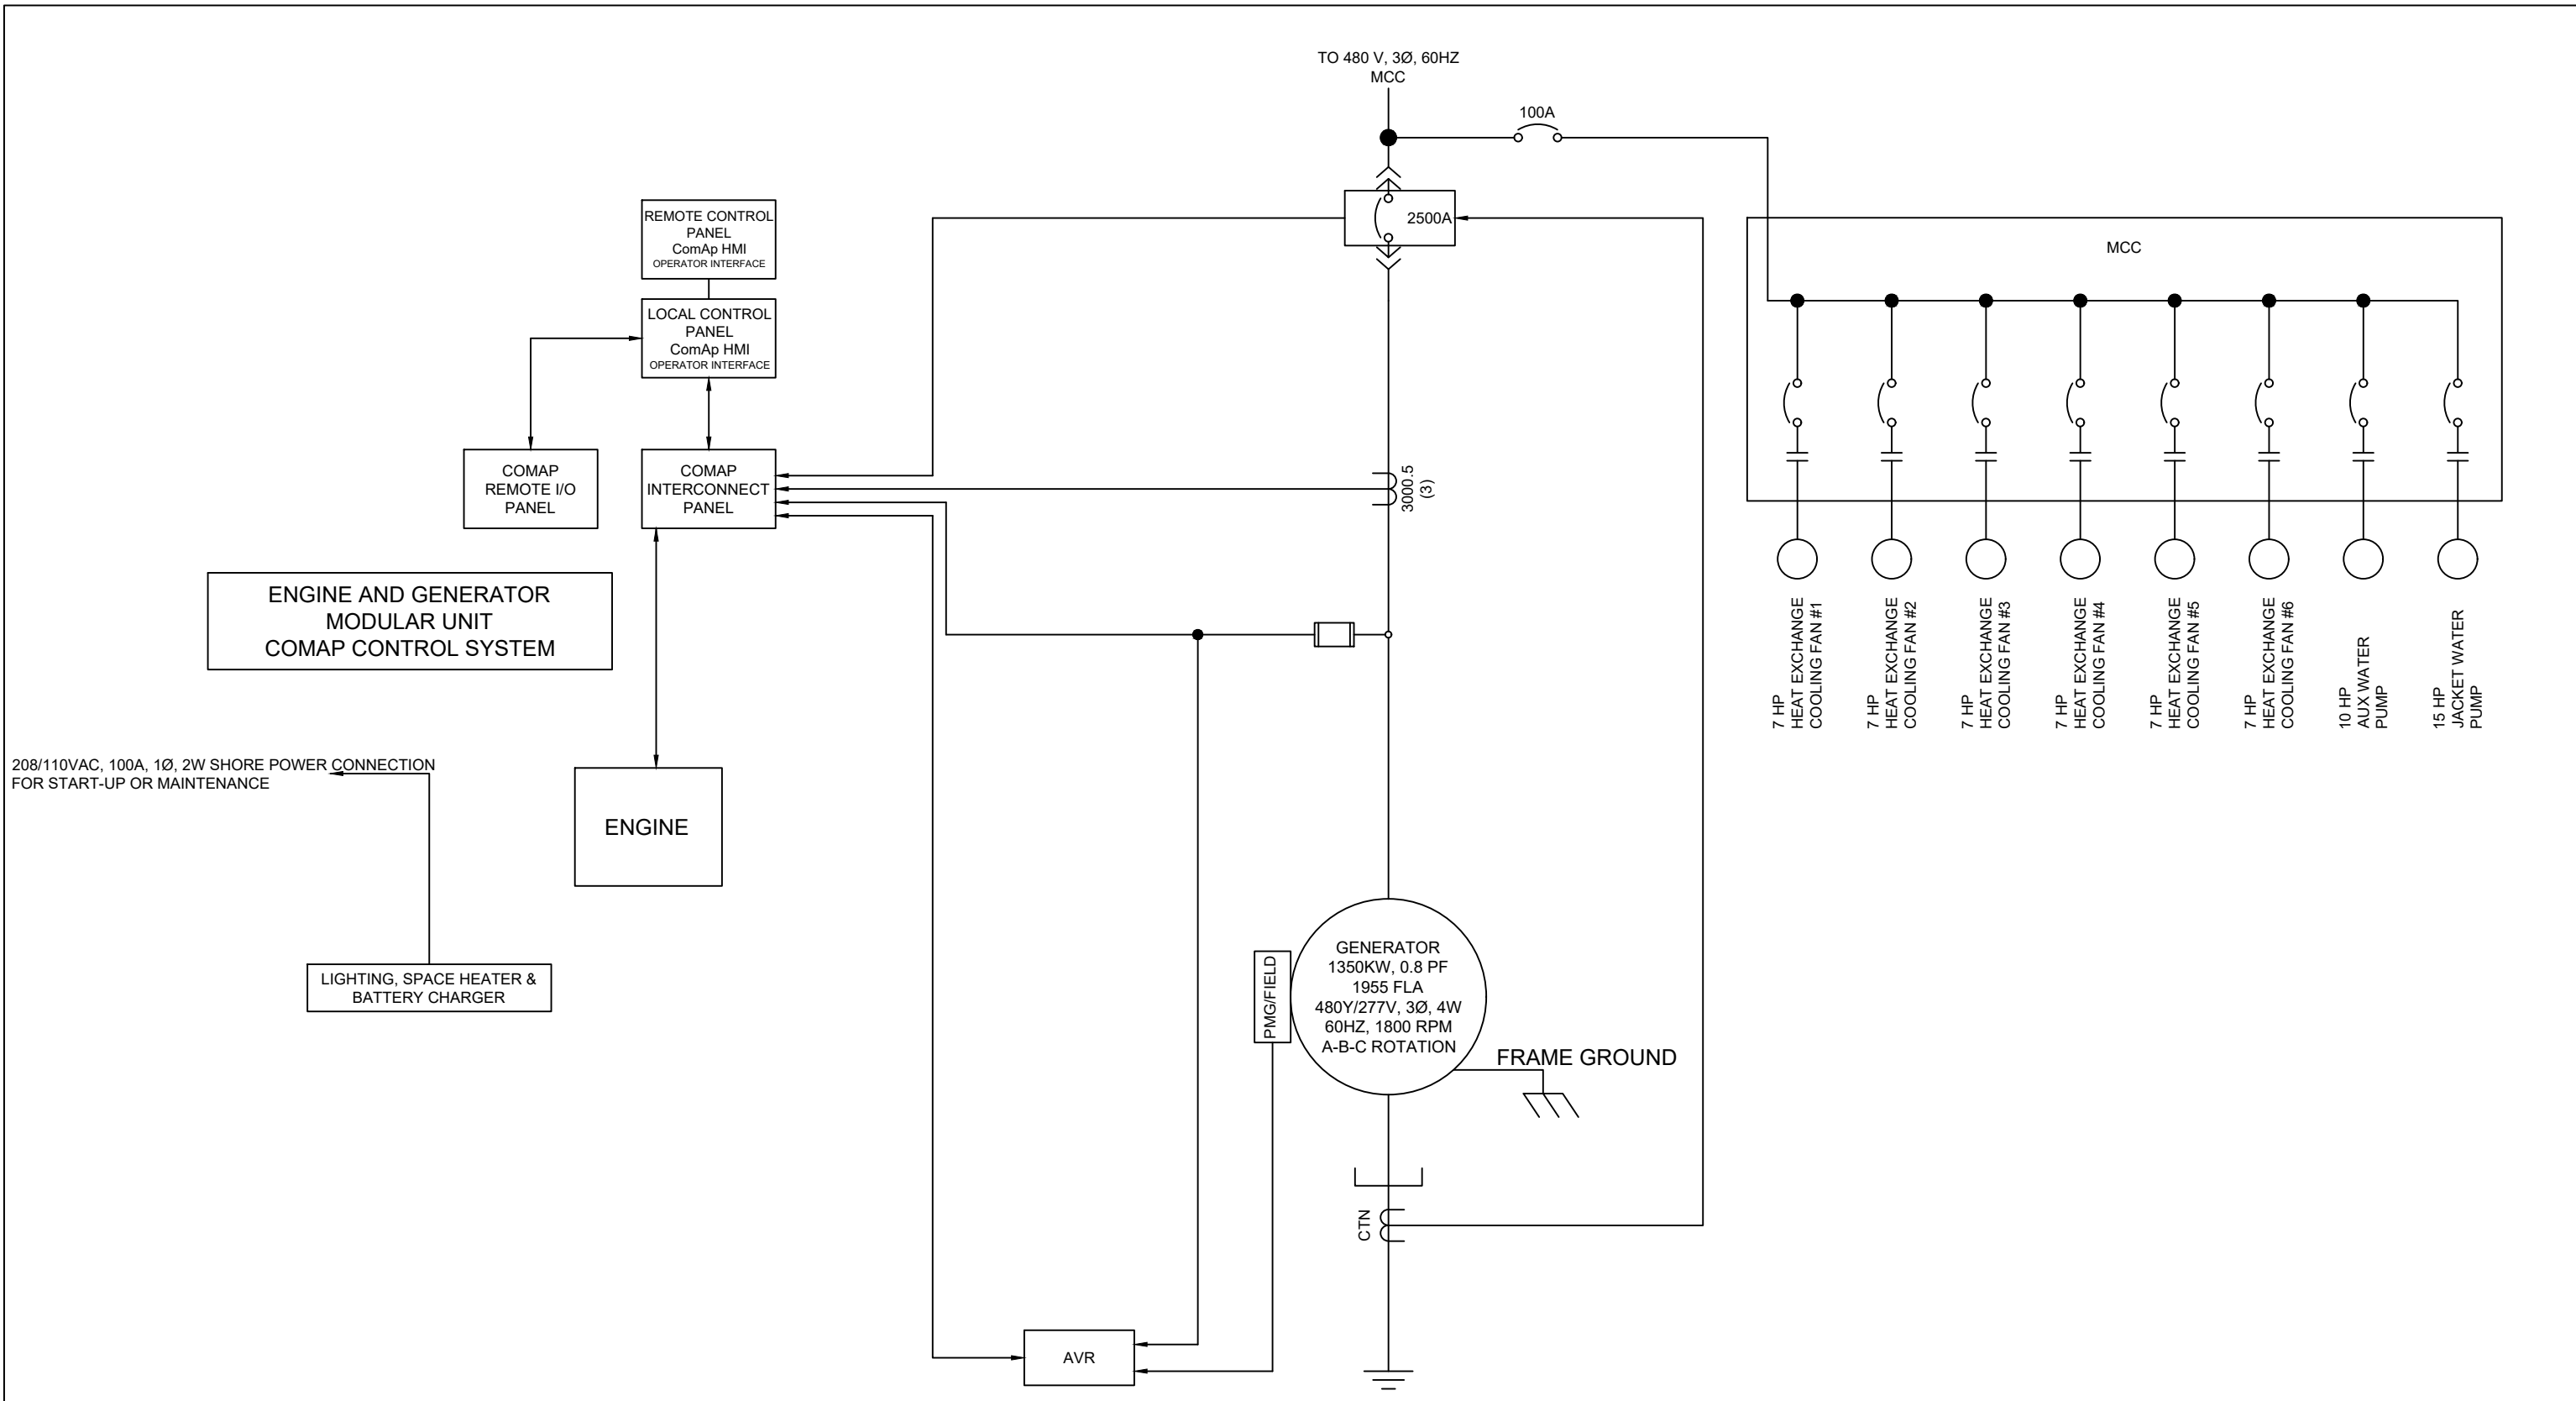 TO 480 V, 3Ø, 60HZ
MCC
100A
2500A
MCC
REMOTE CONTROL
PANEL
ComAp HMI
OPERATOR INTERFACE
LOCAL CONTROL
PANEL
ComAp HMI
OPERATOR INTERFACE
COMAP
REMOTE I/O
PANEL
COMAP
INTERCONNECT
PANEL
3000.5
(3)
ENGINE AND GENERATOR
MODULAR UNIT
COMAP CONTROL SYSTEM
7 HP
HEAT EXCHANGE
COOLING FAN #1
7 HP
HEAT EXCHANGE
COOLING FAN #2
7 HP
HEAT EXCHANGE
COOLING FAN #3
7 HP
HEAT EXCHANGE
COOLING FAN #4
7 HP
HEAT EXCHANGE
COOLING FAN #5
7 HP
HEAT EXCHANGE
COOLING FAN #6
10 HP
AUX WATER
PUMP
15 HP
JACKET WATER
PUMP
208/110VAC, 100A, 1Ø, 2W SHORE POWER CONNECTION
FOR START-UP OR MAINTENANCE
ENGINE
LIGHTING, SPACE HEATER &
BATTERY CHARGER
PMG/FIELD
GENERATOR
1350KW, 0.8 PF
1955 FLA
480Y/277V, 3Ø, 4W
60HZ, 1800 RPM
A-B-C ROTATION
FRAME GROUND
CTN
AVR